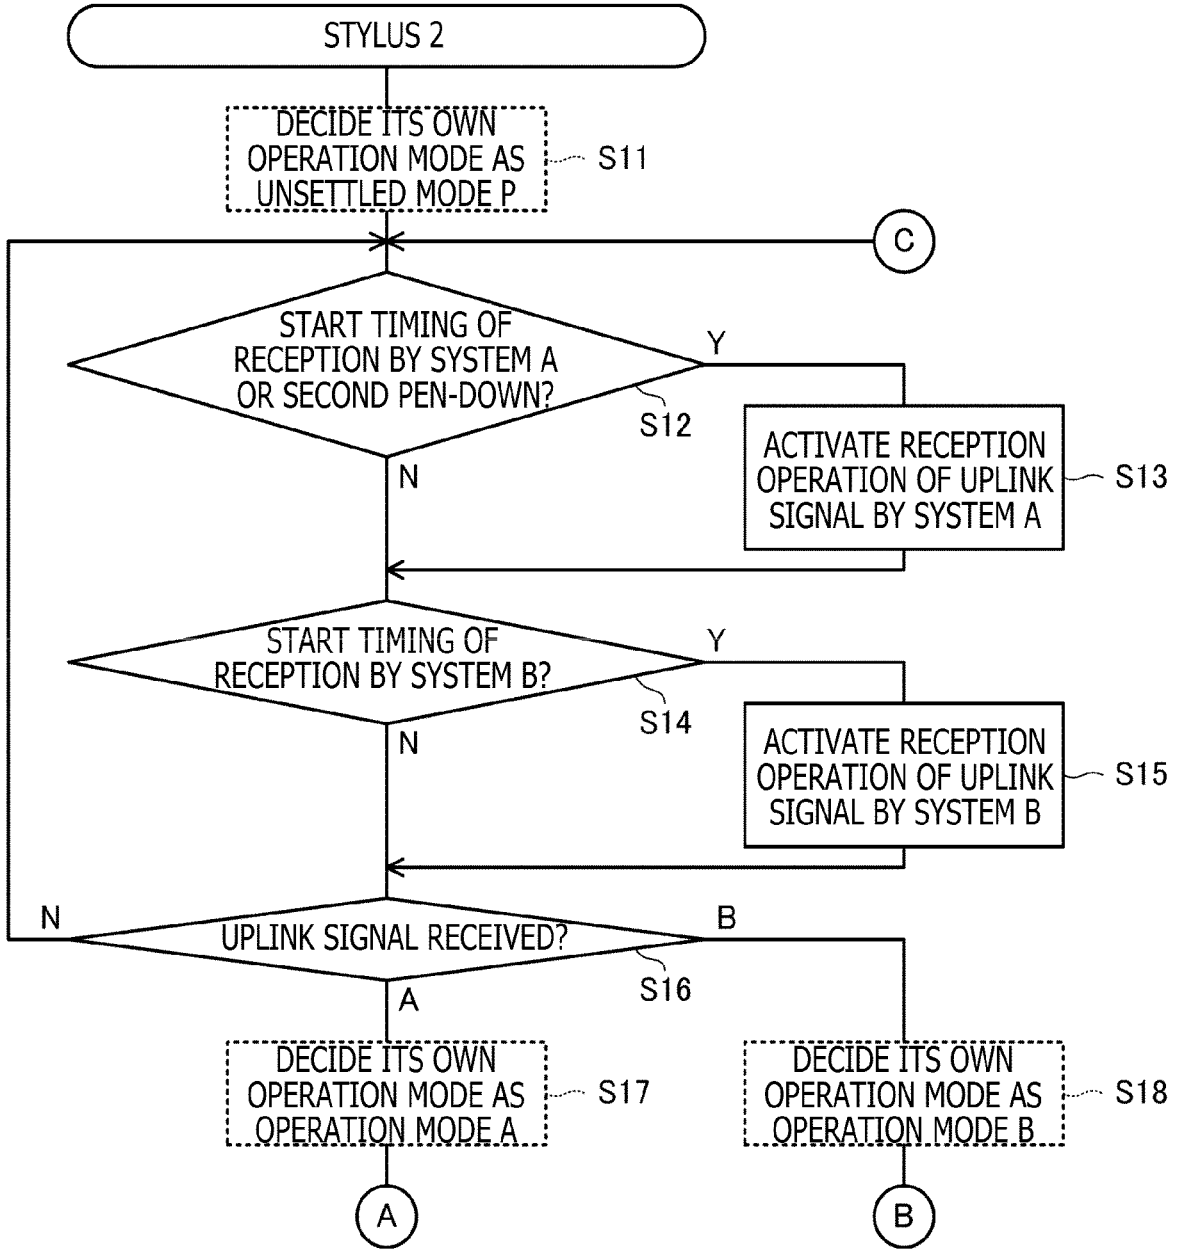 STYLUS 2
DECIDE ITS OWN
OPERATION MODE AS
UNSETTLED MODE P
S11
C
START TIMING OF
RECEPTION BY SYSTEM A
OR SECOND PEN-DOWN?
Y
S12
N
ACTIVATE RECEPTION
OPERATION OF UPLINK
SIGNAL BY SYSTEM A
S13
START TIMING OF
RECEPTION BY SYSTEM B?
Y
S14
N
ACTIVATE RECEPTION
OPERATION OF UPLINK
SIGNAL BY SYSTEM B
S15
N
UPLINK SIGNAL RECEIVED?
B
S16
A
DECIDE ITS OWN
OPERATION MODE AS
OPERATION MODE A
S17
DECIDE ITS OWN
OPERATION MODE AS
OPERATION MODE B
S18
A
B